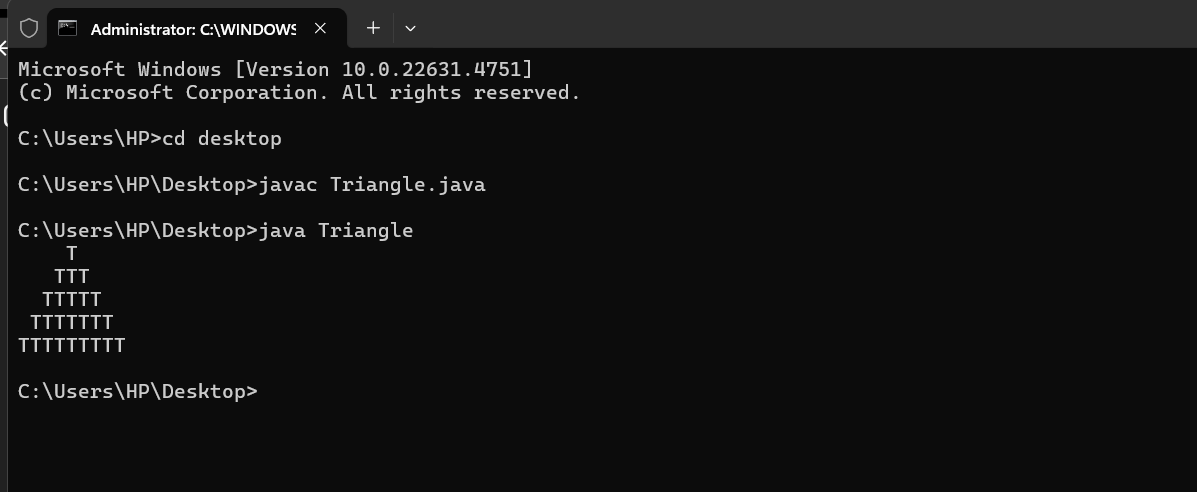 Administrator: C:\WINDOWS
Microsoft Windows [Version 10.0.22631.4751]
(c) Microsoft Corporation. All rights reserved.
C:\Users\HP>cd desktop
C:\Users\HP\Desktop>javac Triangle.java
C:\Users\HP\Desktop>java Triangle
    T
   TTT
  TTTTT
 TTTTTTT
TTTTTTTTT
C:\Users\HP\Desktop>